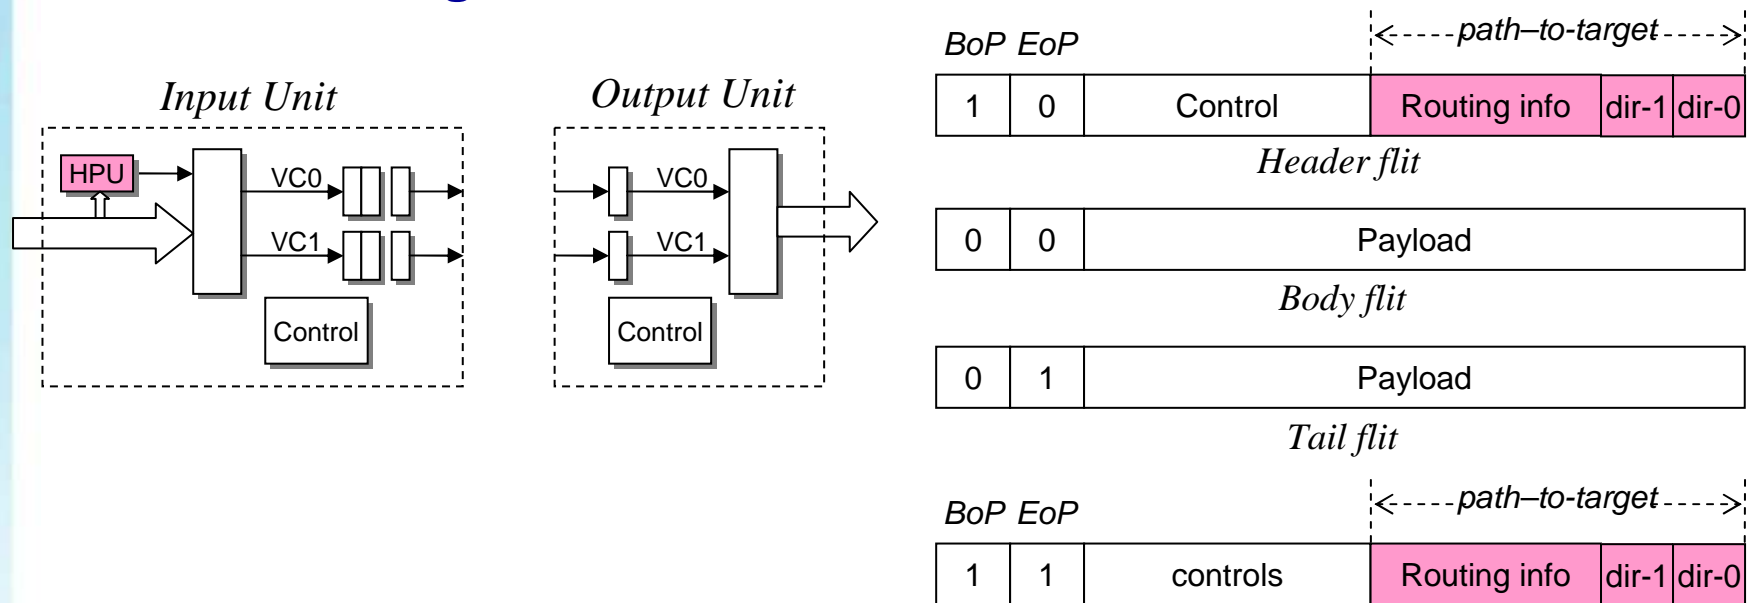 Input Unit
HPU
VC0
VC1
Control
Output Unit
VC0
VC1
Control
BoP EoP path–to-target
1 0 Control Routing info dir-1 dir-0
Header flit
0 0 Payload
Body flit
0 1 Payload
Tail flit
BoP EoP path–to-target
1 1 controls Routing info dir-1 dir-0